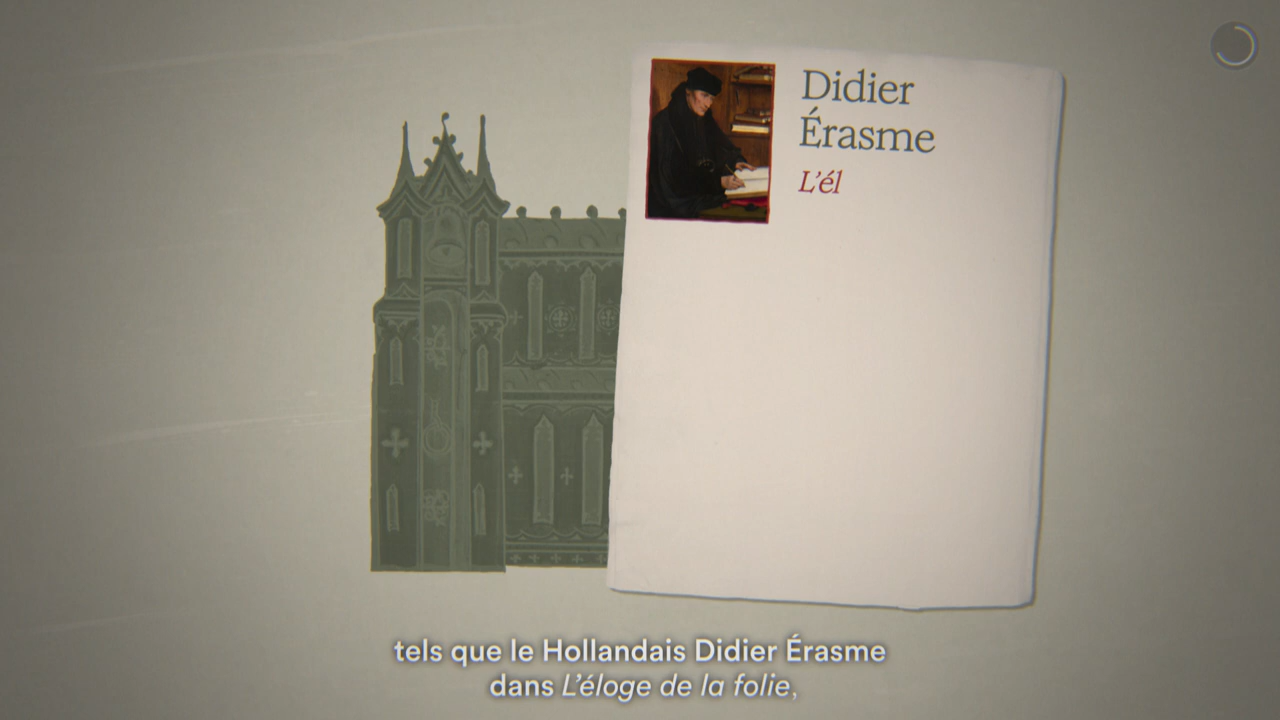 Didier
Érasme
L’él
tels que le Hollandais Didier Érasme
dans L’éloge de la folie,